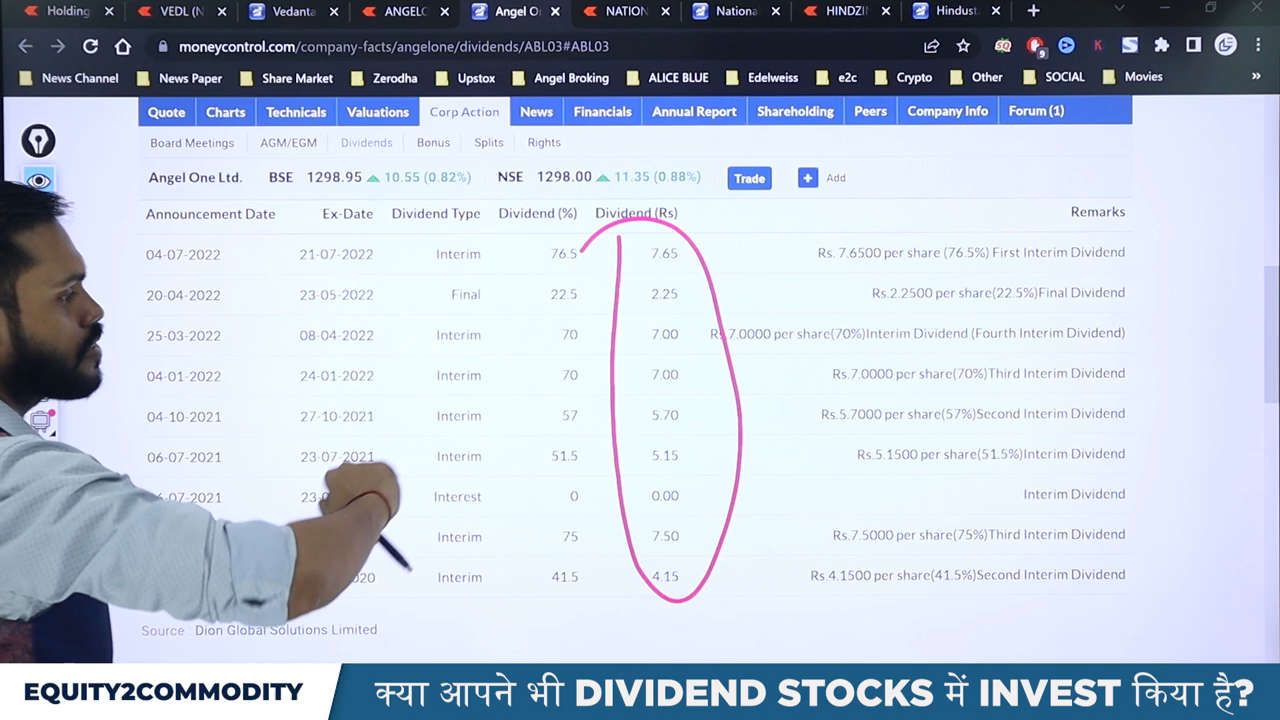 Holding
VEDL (N
Vedanta
ANGELO
Angel On
NATION
Nationa
HINDZI
Hindust
moneycontrol.com/company-facts/angelone/dividends/ABL03#ABL03
9
News Channel
News Paper
Share Market
Zerodha
Upstox
Angel Broking
ALICE BLUE
Edelweiss
e2c
Crypto
Other
SOCIAL
Movies
Quote Charts Technicals Valuations Corp Action News Financials Annual Report Shareholding Peers Company Info Forum (1)
Board Meetings AGM/EGM Dividends Bonus Splits Rights
Angel One Ltd. BSE 1298.95 10.55 (0.82%) NSE 1298.00 11.35 (0.88%) Trade + Add
Announcement Date Ex-Date Dividend Type Dividend (%) Dividend (Rs) Remarks
04-07-2022 21-07-2022 Interim 76.5 7.65 Rs. 7.6500 per share (76.5%) First Interim Dividend
20-04-2022 23-05-2022 Final 22.5 2.25 Rs.2.2500 per share(22.5%)Final Dividend
25-03-2022 08-04-2022 Interim 70 7.00 Rs.7.0000 per share(70%)Interim Dividend (Fourth Interim Dividend)
04-01-2022 24-01-2022 Interim 70 7.00 Rs.7.0000 per share(70%)Third Interim Dividend
04-10-2021 27-10-2021 Interim 57 5.70 Rs.5.7000 per share(57%)Second Interim Dividend
06-07-2021 23-07-2021 Interim 51.5 5.15 Rs.5.1500 per share(51.5%)Interim Dividend
-07-2021 23- Interest 0 0.00 Interim Dividend
Interim 75 7.50 Rs.7.5000 per share(75%)Third Interim Dividend
020 Interim 41.5 4.15 Rs.4.1500 per share(41.5%)Second Interim Dividend
Source : Dion Global Solutions Limited
EQUITY2COMMODITY
क्या आपने भी DIVIDEND STOCKS में INVEST किया है?